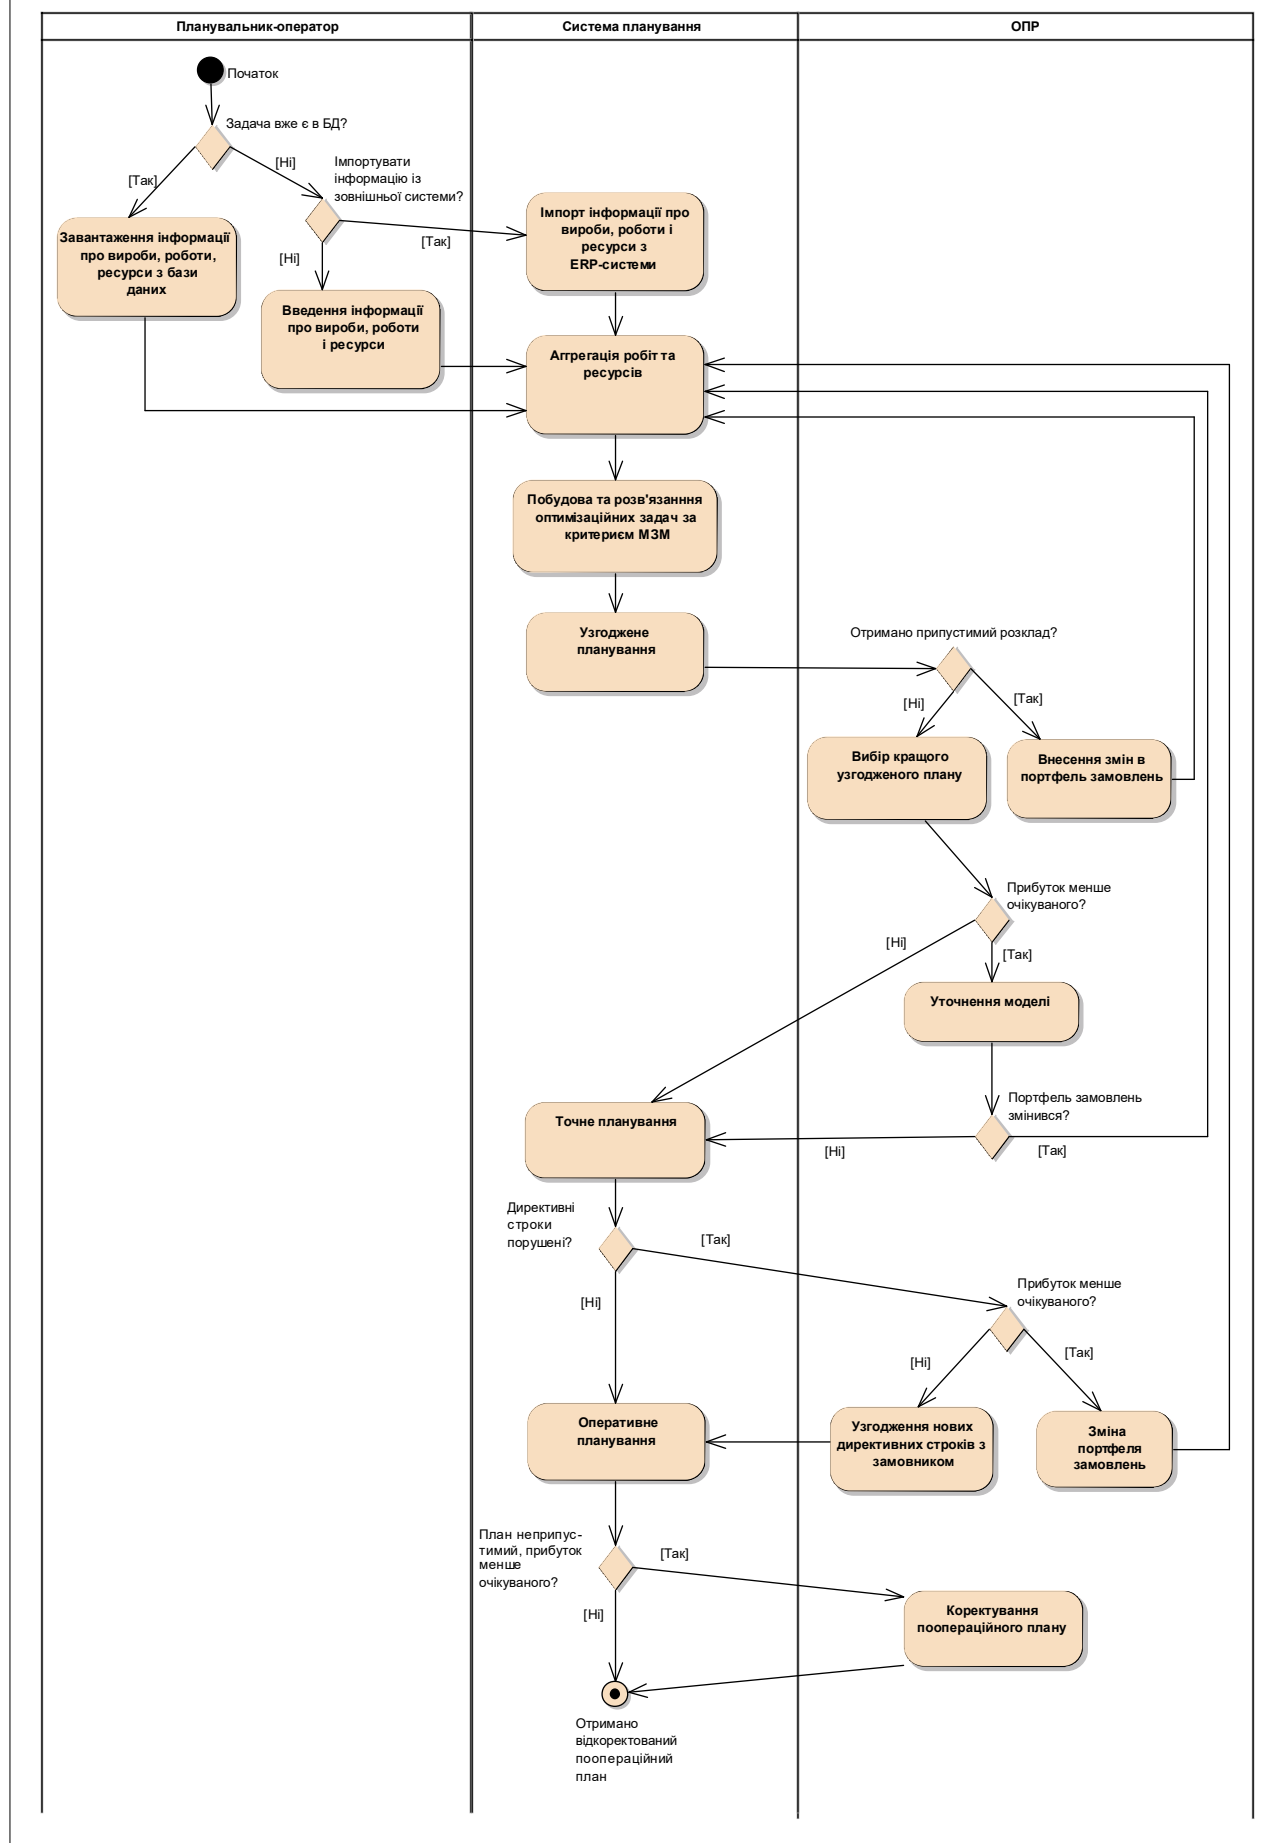 Планувальник-оператор
Система планування
ОПР
Початок
Задача вже є в БД?
[Так]
[Ні]
Імпортувати
інформацію із
зовнішньої системи?
[Так]
[Ні]
Завантаження інформації
про вироби, роботи,
ресурси з бази
даних
Введення інформації
про вироби, роботи
і ресурси
Імпорт інформації про
вироби, роботи і
ресурси з
ERP-системи
Аггрегація робіт та
ресурсів
Побудова та розв'язанння
оптимізаційних задач за
критериєм МЗМ
Узгоджене
планування
Отримано припустимий розклад?
[Ні]
[Так]
Вибір кращого
узгодженого плану
Внесення змін в
портфель замовлень
Прибуток менше
очікуваного?
[Ні]
[Так]
Уточнення моделі
Портфель замовлень
змінився?
[Ні]
[Так]
Точне планування
Директивні
строки
порушені?
[Так]
[Ні]
Прибуток менше
очікуваного?
[Ні]
[Так]
Оперативне
планування
Узгодження нових
директивних строків з
замовником
Зміна
портфеля
замовлень
План неприпус-
тимий, прибуток
менше
очікуваного?
[Так]
[Ні]
Коректування
поопераційного плану
Отримано
відкоректований
поопераційний
план